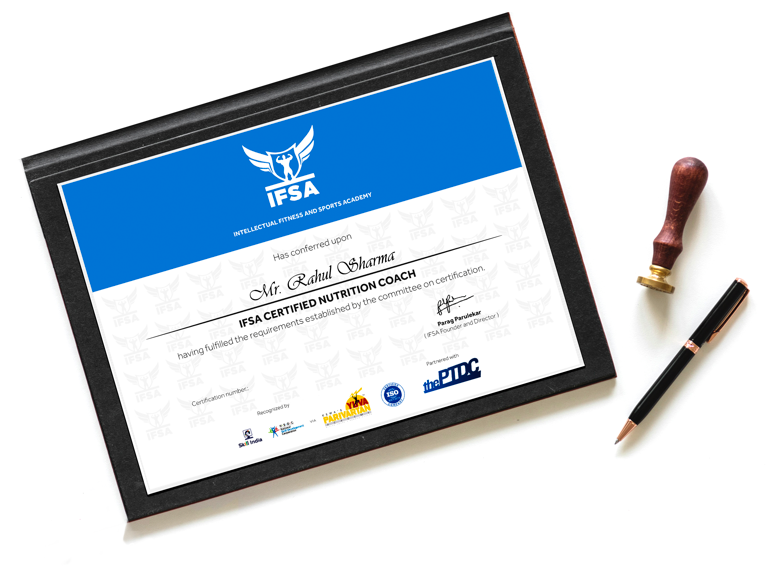 IFSA
INTELLECTUAL FITNESS AND SPORTS ACADEMY
Has conferred upon
Mr. Rahul Sharma
IFSA CERTIFIED NUTRITION COACH
having fulfilled the requirements established by the committee on certification.
Parag Parulekar
( IFSA Founder and Director )
Certification number:
Recognized by
Partnered with
Skill India
YUVA
PARIVARTAN
ISO
thePTDC